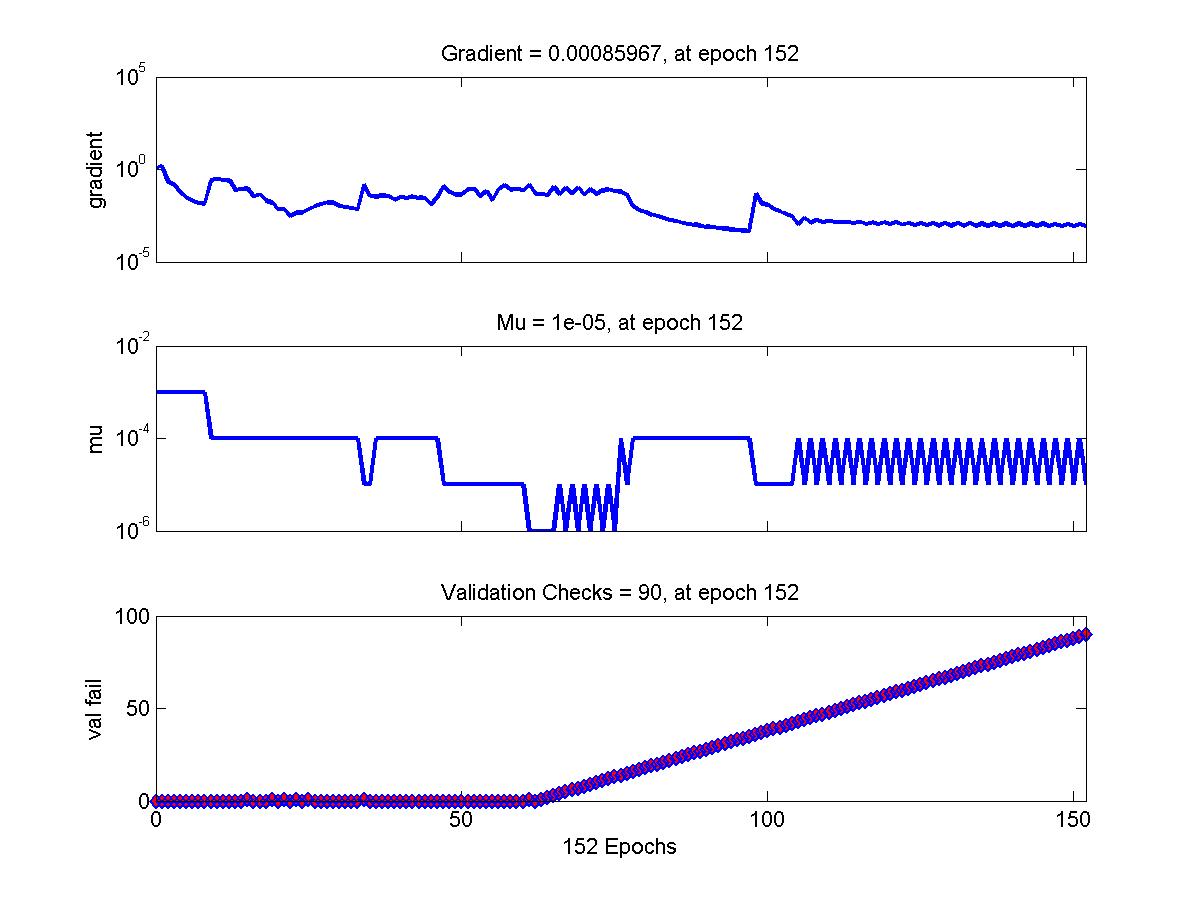 Gradient = 0.00085967, at epoch 152
10^5
10^0
10^-5
gradient
Mu = 1e-05, at epoch 152
10^-2
10^-4
10^-6
mu
Validation Checks = 90, at epoch 152
100
50
0
val fail
0 50 100 150
152 Epochs